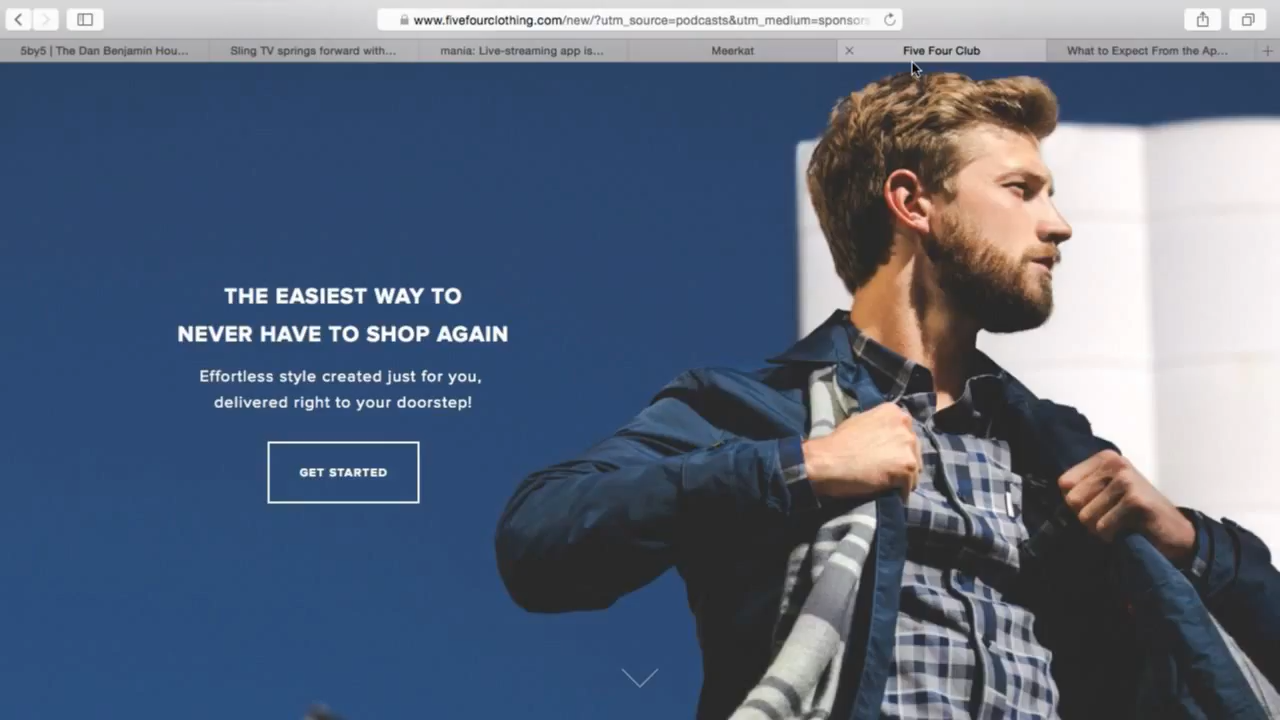 www.fivefourclothing.com/new/?utm_source=podcasts&utm_medium=sponsors
5by5 | The Dan Benjamin Hou...
Sling TV springs forward with...
mania: Live-streaming app is...
Meerkat
Five Four Club
What to Expect From the Ap...
THE EASIEST WAY TO
NEVER HAVE TO SHOP AGAIN
Effortless style created just for you,
delivered right to your doorstep!
GET STARTED